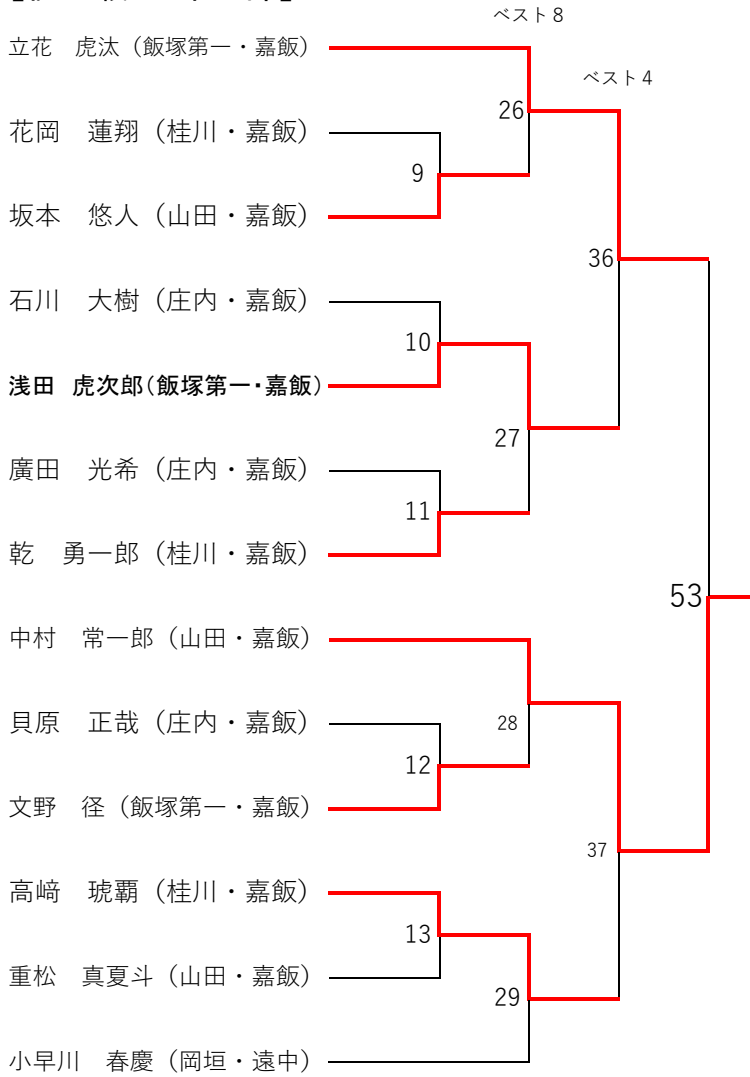 ベスト8
立花　虎汰（飯塚第一・嘉飯）
ベスト4
26
花岡　蓮翔（桂川・嘉飯）
9
坂本　悠人（山田・嘉飯）
36
石川　大樹（庄内・嘉飯）
10
浅田　虎次郎（飯塚第一・嘉飯）
27
廣田　光希（庄内・嘉飯）
11
乾　勇一郎（桂川・嘉飯）
53
中村　常一郎（山田・嘉飯）
貝原　正哉（庄内・嘉飯）
28
12
文野　径（飯塚第一・嘉飯）
37
高﨑　琥覇（桂川・嘉飯）
13
重松　真夏斗（山田・嘉飯）
29
小早川　春慶（岡垣・遠中）